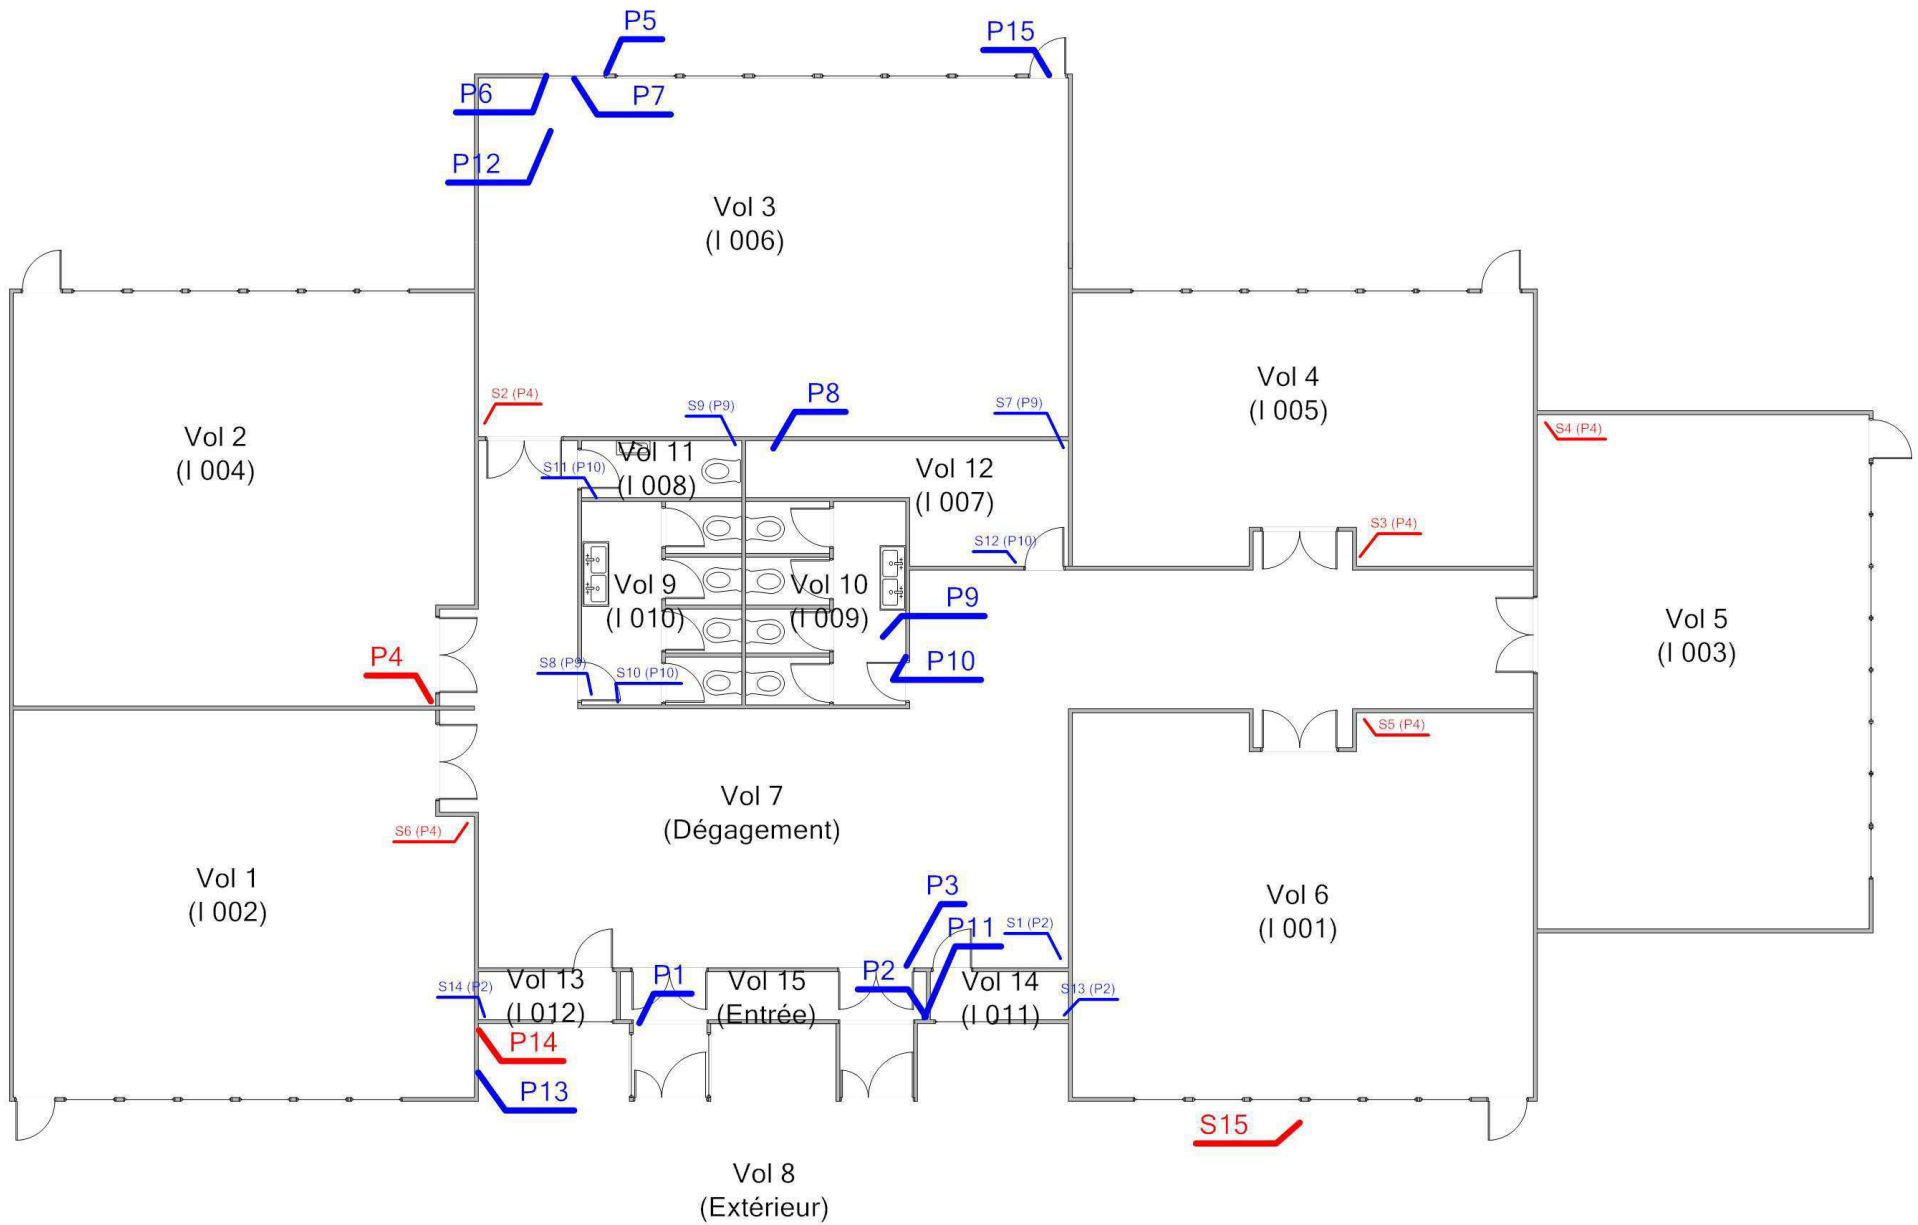 P5
P15
P6
P7
P12
Vol 3
(I 006)
Vol 4
(I 005)
S2 (P4)
P8
S9 (P9)
S7 (P9)
S4 (P4)
Vol 2
(I 004)
Vol 11
(I 008)
S11 (P10)
Vol 12
(I 007)
S3 (P4)
S12 (P10)
Vol 9
(I 010)
Vol 10
(I 009)
P9
Vol 5
(I 003)
P4
S8 (P9)
S10 (P10)
P10
S5 (P4)
Vol 7
(Dégagement)
S6 (P4)
Vol 1
(I 002)
P3
Vol 6
(I 001)
P11
S1 (P2)
Vol 13
(I 012)
P1
Vol 15
(Entrée)
P2
Vol 14
(I 011)
S14 (P2)
S13 (P2)
P14
P13
S15
Vol 8
(Extérieur)